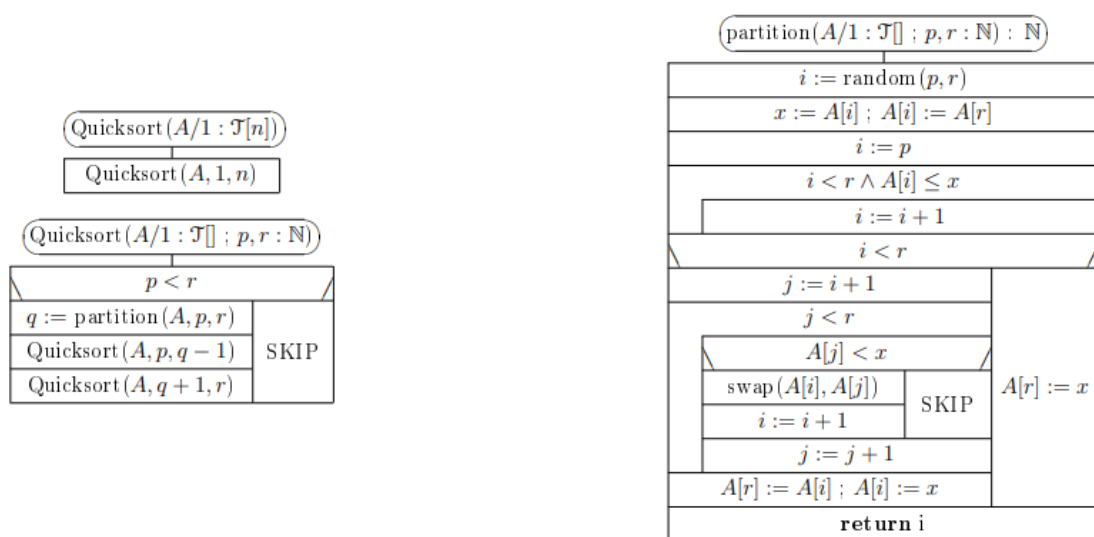 Quicksort(A/1 : 𝒯[n])
Quicksort(A, 1, n)
Quicksort(A/1 : 𝒯[] ; p, r : ℕ)
p < r
q := partition(A, p, r)
Quicksort(A, p, q − 1)
Quicksort(A, q + 1, r)
SKIP
partition(A/1 : 𝒯[] ; p, r : ℕ) : ℕ
i := random(p, r)
x := A[i] ; A[i] := A[r]
i := p
i < r ∧ A[i] ≤ x
i := i + 1
i < r
j := i + 1
j < r
A[j] < x
swap(A[i], A[j])
i := i + 1
SKIP
j := j + 1
A[r] := A[i] ; A[i] := x
A[r] := x
return i